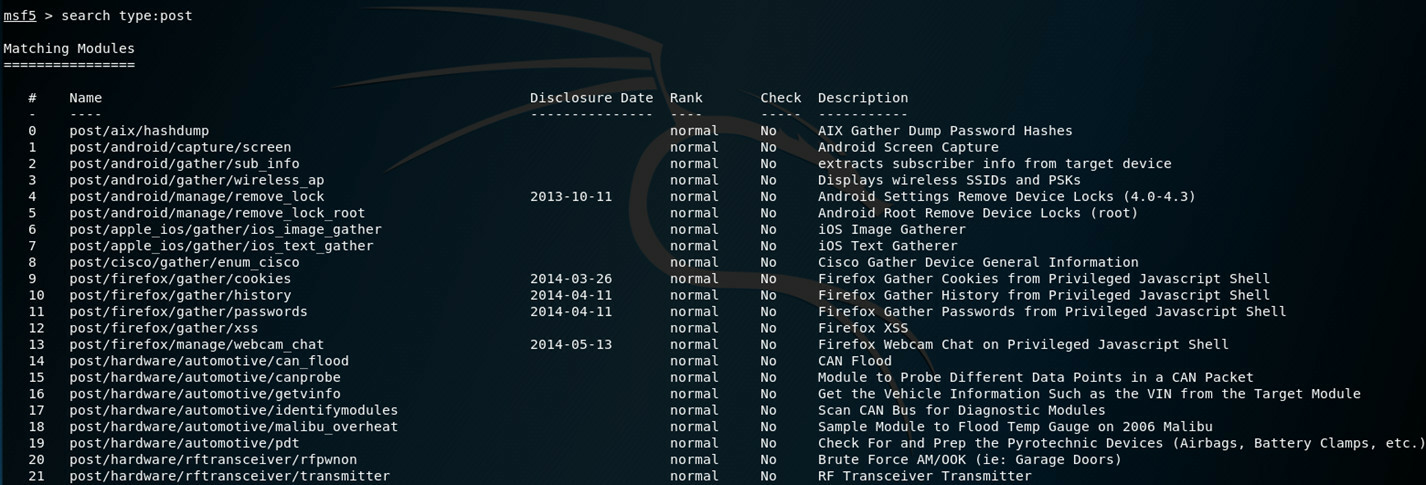 msf5 > search type:post
Matching Modules
================
# Name Disclosure Date Rank Check Description
- ---- --------------- ---- ----- -----------
0 post/aix/hashdump normal No AIX Gather Dump Password Hashes
1 post/android/capture/screen normal No Android Screen Capture
2 post/android/gather/sub_info normal No extracts subscriber info from target device
3 post/android/gather/wireless_ap normal No Displays wireless SSIDs and PSKs
4 post/android/manage/remove_lock 2013-10-11 normal No Android Settings Remove Device Locks (4.0-4.3)
5 post/android/manage/remove_lock_root normal No Android Root Remove Device Locks (root)
6 post/apple_ios/gather/ios_image_gather normal No iOS Image Gatherer
7 post/apple_ios/gather/ios_text_gather normal No iOS Text Gatherer
8 post/cisco/gather/enum_cisco normal No Cisco Gather Device General Information
9 post/firefox/gather/cookies 2014-03-26 normal No Firefox Gather Cookies from Privileged Javascript Shell
10 post/firefox/gather/history 2014-04-11 normal No Firefox Gather History from Privileged Javascript Shell
11 post/firefox/gather/passwords 2014-04-11 normal No Firefox Gather Passwords from Privileged Javascript Shell
12 post/firefox/gather/xss normal No Firefox XSS
13 post/firefox/manage/webcam_chat 2014-05-13 normal No Firefox Webcam Chat on Privileged Javascript Shell
14 post/hardware/automotive/can_flood normal No CAN Flood
15 post/hardware/automotive/canprobe normal No Module to Probe Different Data Points in a CAN Packet
16 post/hardware/automotive/getvinfo normal No Get the Vehicle Information Such as the VIN from the Target Module
17 post/hardware/automotive/identifymodules normal No Scan CAN Bus for Diagnostic Modules
18 post/hardware/automotive/malibu_overheat normal No Sample Module to Flood Temp Gauge on 2006 Malibu
19 post/hardware/automotive/pdt normal No Check For and Prep the Pyrotechnic Devices (Airbags, Battery Clamps, etc.)
20 post/hardware/rftransceiver/rfpwnon normal No Brute Force AM/OOK (ie: Garage Doors)
21 post/hardware/rftransceiver/transmitter normal No RF Transceiver Transmitter